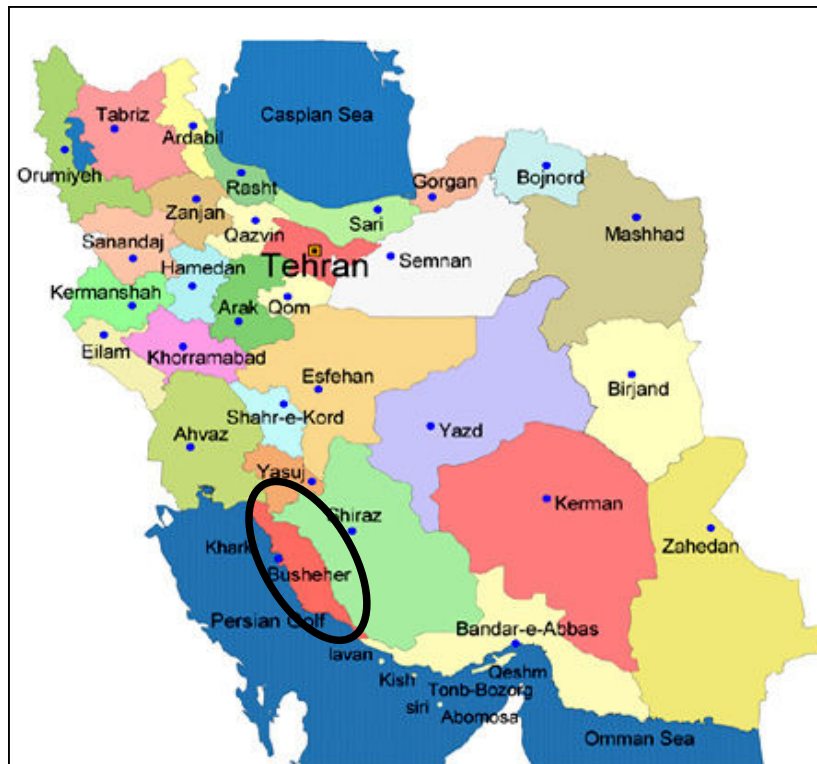 Caspian Sea
Tabriz
Ardabil
Orumiyeh
Rasht
Gorgan
Bojnord
Zanjan
Sari
Mashhad
Qazvin
Sanandaj
Tehran
Semnan
Hamedan
Kermanshah
Arak
Qom
Eilam
Khorramabad
Esfehan
Birjand
Shahr-e-Kord
Yazd
Ahvaz
Yasuj
Kerman
Shiraz
Zahedan
Khark
Busheher
Persian Golf
Bandar-e-Abbas
lavan
Kish
Qeshm
Tonb-Bozorg
siri
Abomosa
Omman Sea